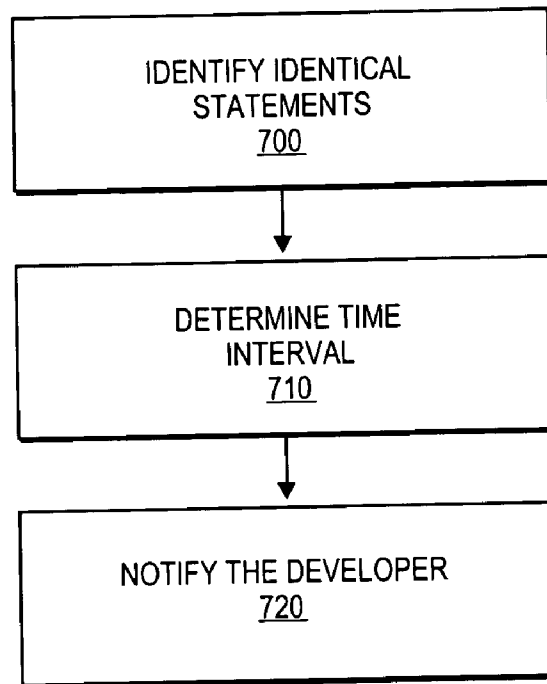 IDENTIFY IDENTICAL
STATEMENTS
700
DETERMINE TIME
INTERVAL
710
NOTIFY THE DEVELOPER
720